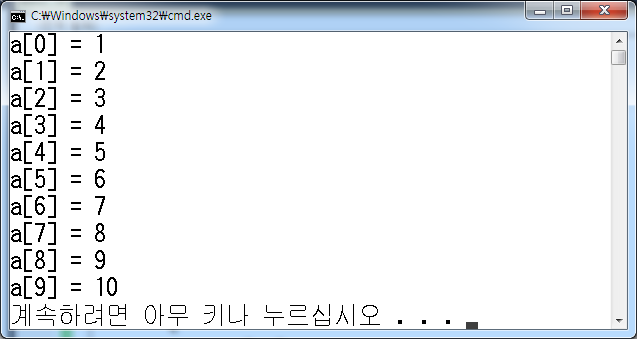 C:₩Windows₩system32₩cmd.exe
a[0] = 1
a[1] = 2
a[2] = 3
a[3] = 4
a[4] = 5
a[5] = 6
a[6] = 7
a[7] = 8
a[8] = 9
a[9] = 10
계속하려면 아무 키나 누르십시오 . . .